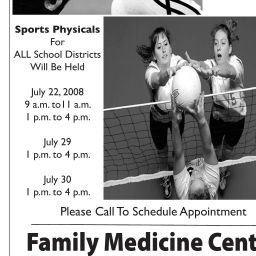 Sports Physicals
For
ALL School Districts
Will Be Held
July 22, 2008
9 a.m. to11 a.m.
1 p.m. to 4 p.m.
July 29
1 p.m. to 4 p.m.
July 30
1 p.m. to 4 p.m.
Please Call To Schedule Appointment
Family Medicine Cent